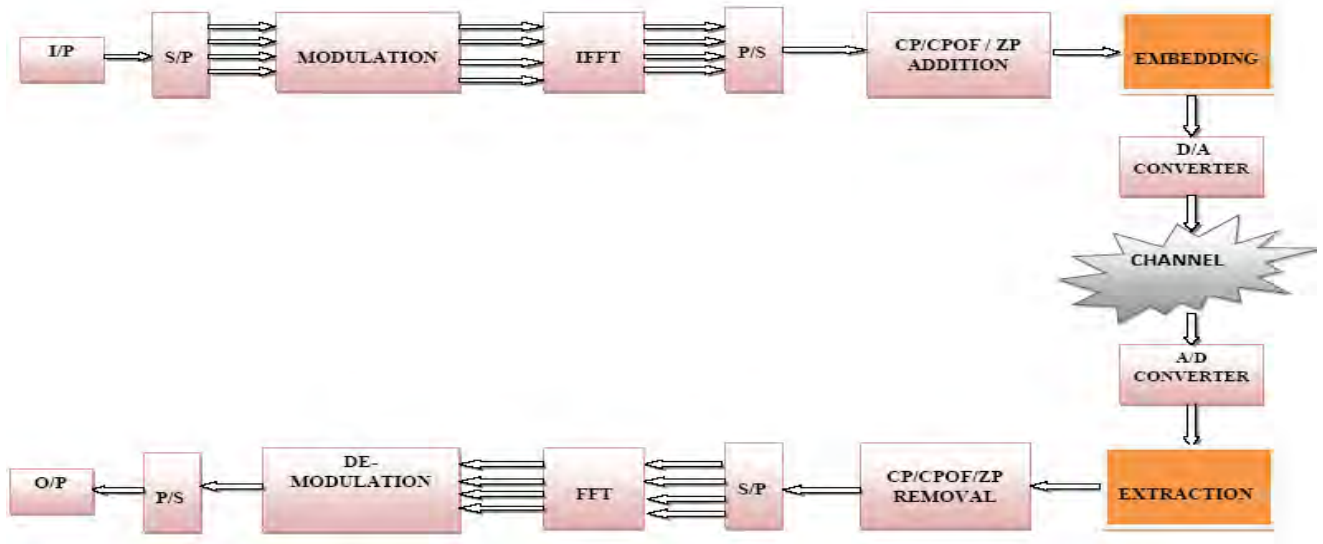 I/P
S/P
MODULATION
IFFT
P/S
CP/CPOF / ZP
ADDITION
EMBEDDING
D/A
CONVERTER
CHANNEL
A/D
CONVERTER
EXTRACTION
CP/CPOF/ZP
REMOVAL
S/P
FFT
DE-
MODULATION
P/S
O/P